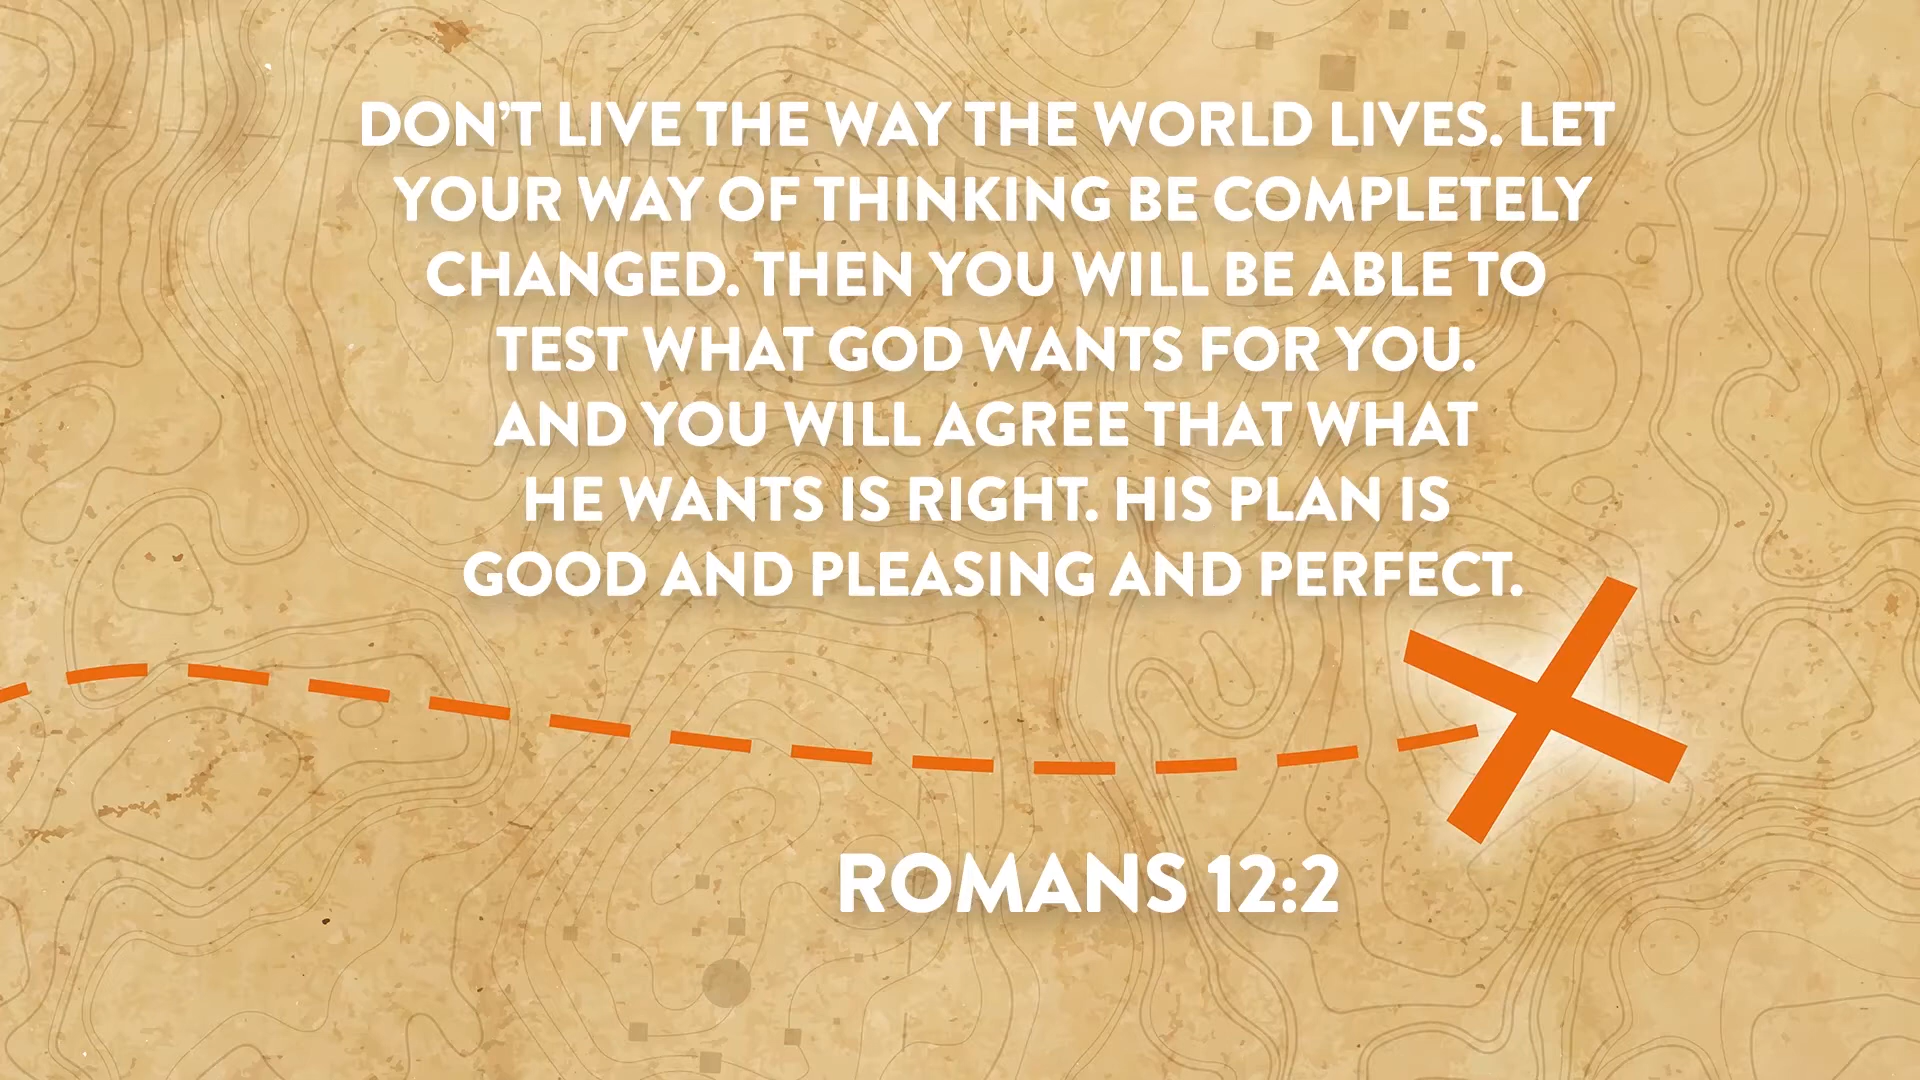 DON'T LIVE THE WAY THE WORLD LIVES. LET
YOUR WAY OF THINKING BE COMPLETELY
CHANGED. THEN YOU WILL BE ABLE TO
TEST WHAT GOD WANTS FOR YOU.
AND YOU WILL AGREE THAT WHAT
HE WANTS IS RIGHT. HIS PLAN IS
GOOD AND PLEASING AND PERFECT.
ROMANS 12:2